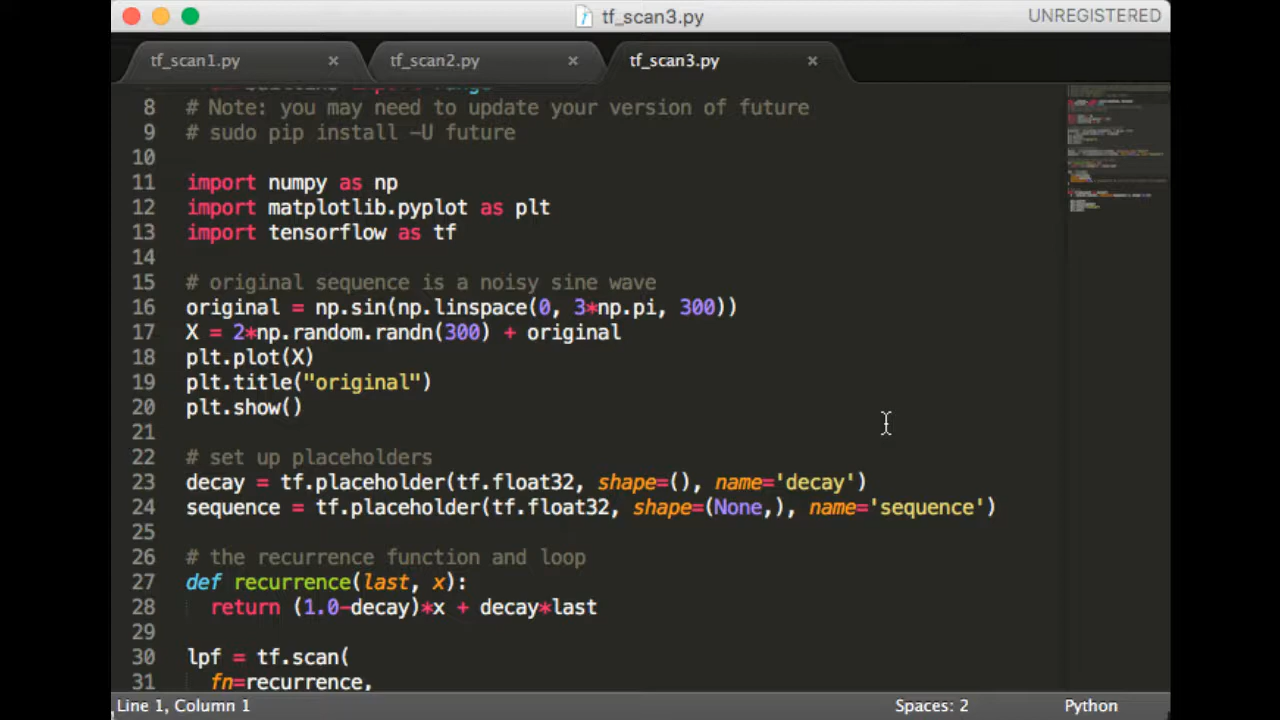 tf_scan3.py
UNREGISTERED
tf_scan1.py
tf_scan2.py
tf_scan3.py
8 # Note: you may need to update your version of future
9 # sudo pip install -U future
10
11 import numpy as np
12 import matplotlib.pyplot as plt
13 import tensorflow as tf
14
15 # original sequence is a noisy sine wave
16 original = np.sin(np.linspace(0, 3*np.pi, 300))
17 X = 2*np.random.randn(300) + original
18 plt.plot(X)
19 plt.title("original")
20 plt.show()
21
22 # set up placeholders
23 decay = tf.placeholder(tf.float32, shape=(), name='decay')
24 sequence = tf.placeholder(tf.float32, shape=(None,), name='sequence')
25
26 # the recurrence function and loop
27 def recurrence(last, x):
28   return (1.0-decay)*x + decay*last
29
30 lpf = tf.scan(
31   fn=recurrence,
Line 1, Column 1
Spaces: 2
Python